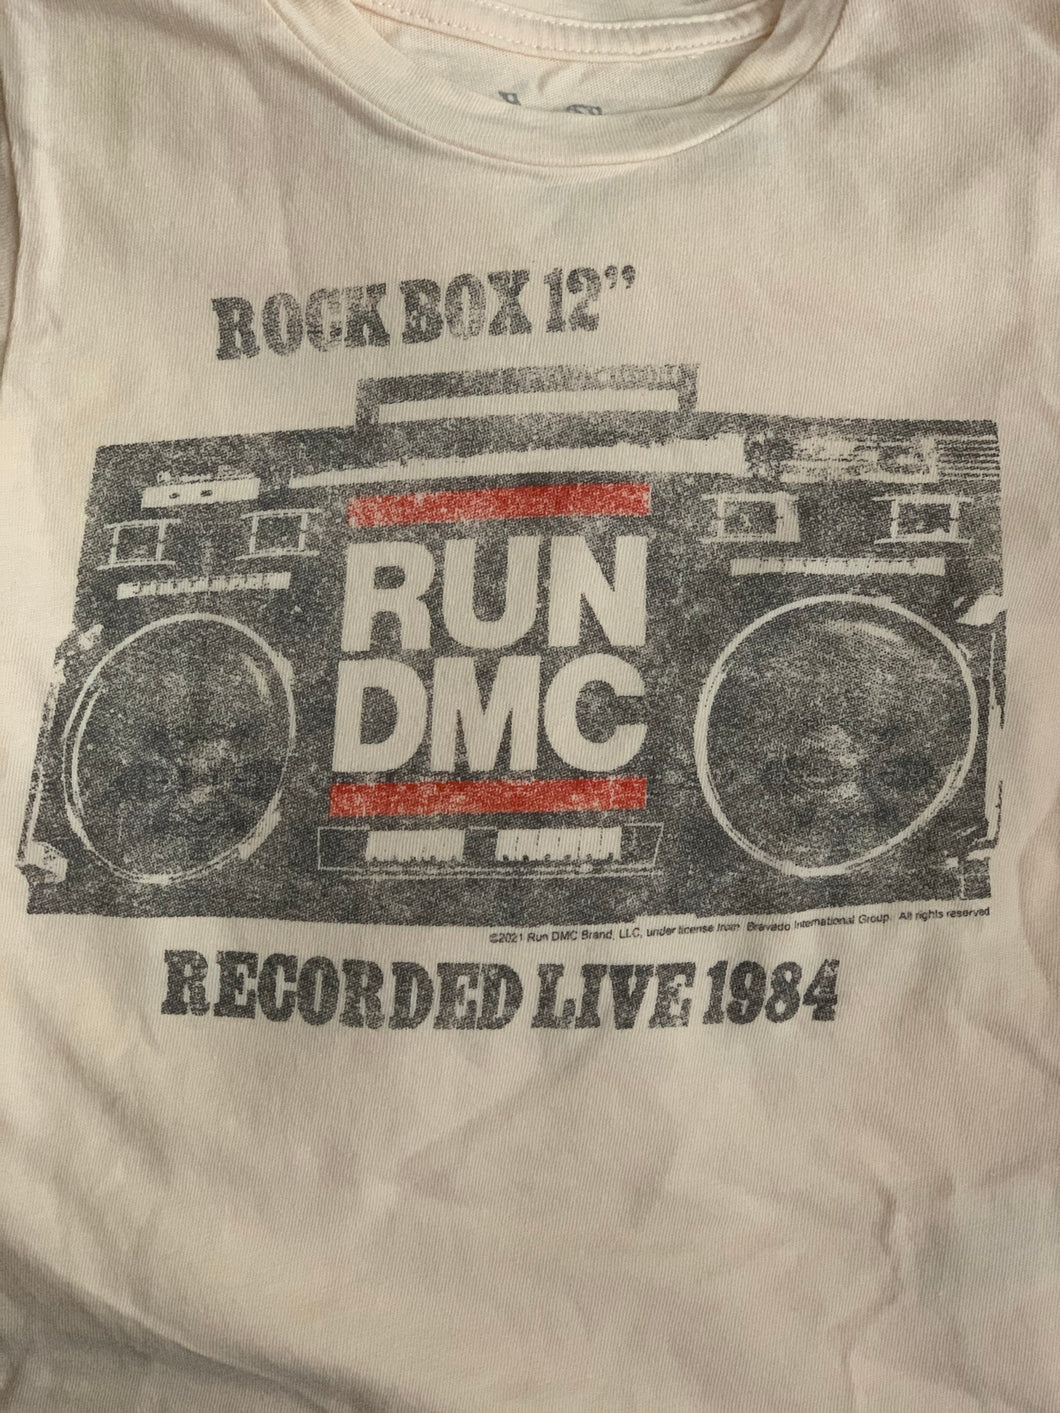 ROCK BOX 12”
RUN
DMC
©2021 Run DMC Brand, LLC, under license from Bravado International Group. All rights reserved
RECORDED LIVE 1984